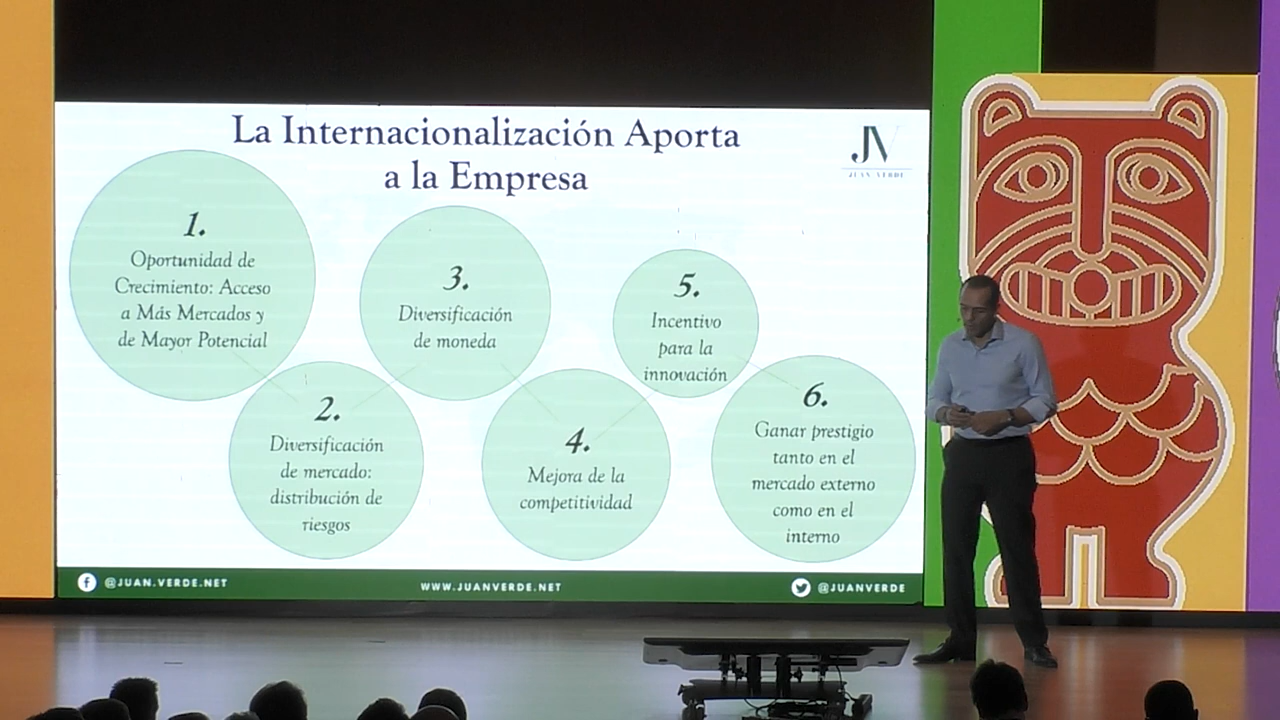 La Internacionalización Aporta
a la Empresa
JV
JUAN VERDE
1.
Oportunidad de
Crecimiento: Acceso
a Más Mercados y
de Mayor Potencial
2.
Diversificación
de mercado:
distribución de
riesgos
3.
Diversificación
de moneda
4.
Mejora de la
competitividad
5.
Incentivo
para la
innovación
6.
Ganar prestigio
tanto en el
mercado externo
como en el
interno
@JUAN.VERDE.NET
WWW.JUANVERDE.NET
@JUANVERDE